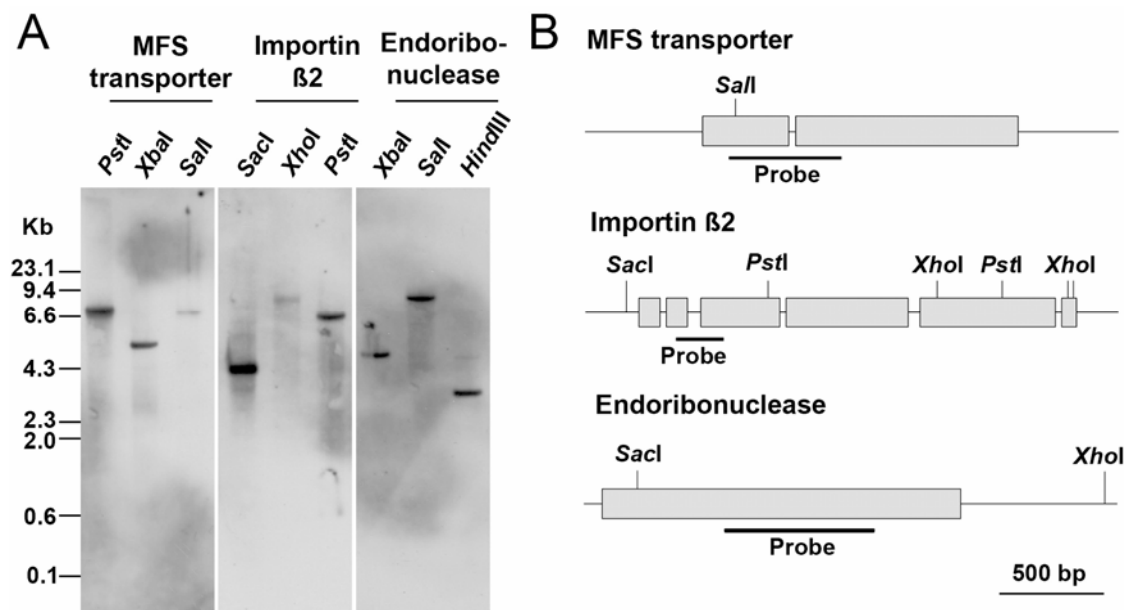 A
MFS transporter
Importin ß2
Endoribo-nuclease
PstI
XbaI
SalI
SacI
XhoI
PstI
XbaI
SalI
HindIII
Kb
23.1
9.4
6.6
4.3
2.3
2.0
0.6
0.1
B
MFS transporter
SalI
Probe
Importin ß2
SacI
PstI
XhoI
PstI
XhoI
Probe
Endoribonuclease
SacI
XhoI
Probe
500 bp